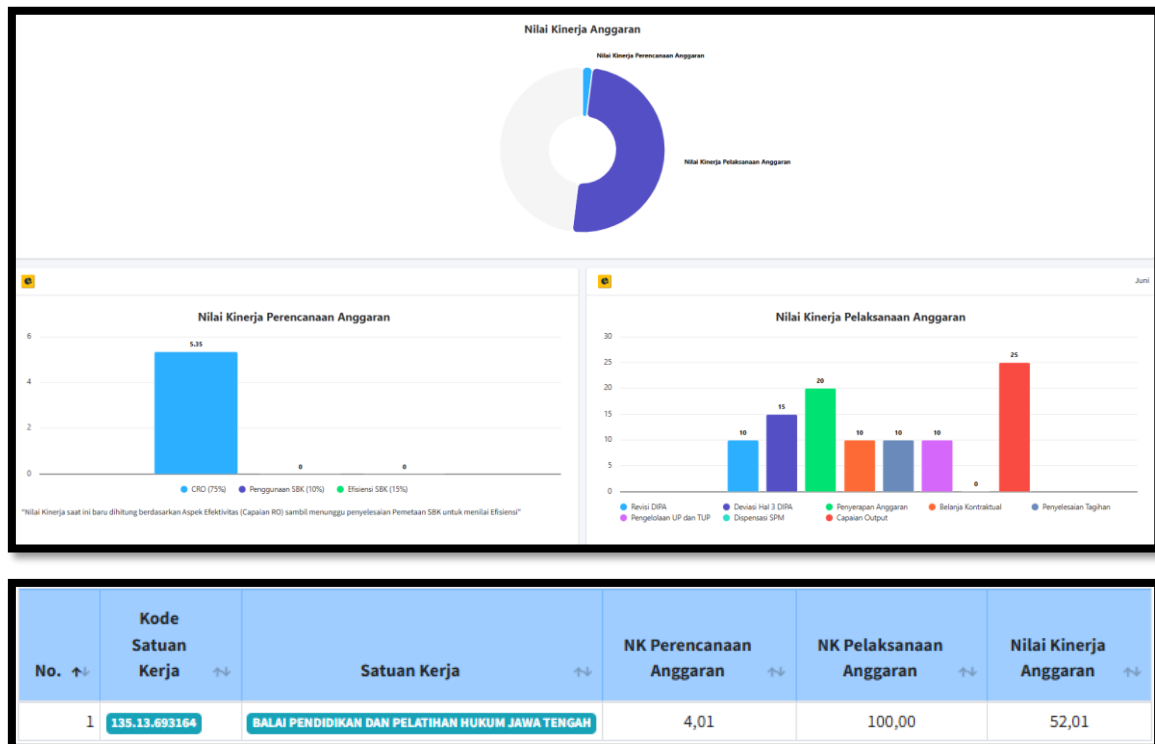 Nilai Kinerja Anggaran
Nilai Kinerja Perencanaan Anggaran
Nilai Kinerja Pelaksanaan Anggaran
Juni
Nilai Kinerja Perencanaan Anggaran
6
5.35
4
2
0
0
0
CRO (75%) Penggunaan SBK (10%) Efisiensi SBK (15%)
"Nilai Kinerja saat ini baru dihitung berdasarkan Aspek Efektivitas (Capaian RO) sambil menunggu penyelesaian Pemetaan SBK untuk menilai Efisiensi"
Nilai Kinerja Pelaksanaan Anggaran
30
25
25
20
20
15
15
10
10
10
10
10
5
0
0
Revisi DIPA Deviasi Hal 3 DIPA Penyerapan Anggaran Belanja Kontraktual Penyelesaian Tagihan
Pengelolaan UP dan TUP Dispensasi SPM Capaian Output
No. Kode Satuan Kerja Satuan Kerja NK Perencanaan Anggaran NK Pelaksanaan Anggaran Nilai Kinerja Anggaran
1 135.13.693164 BALAI PENDIDIKAN DAN PELATIHAN HUKUM JAWA TENGAH 4,01 100,00 52,01